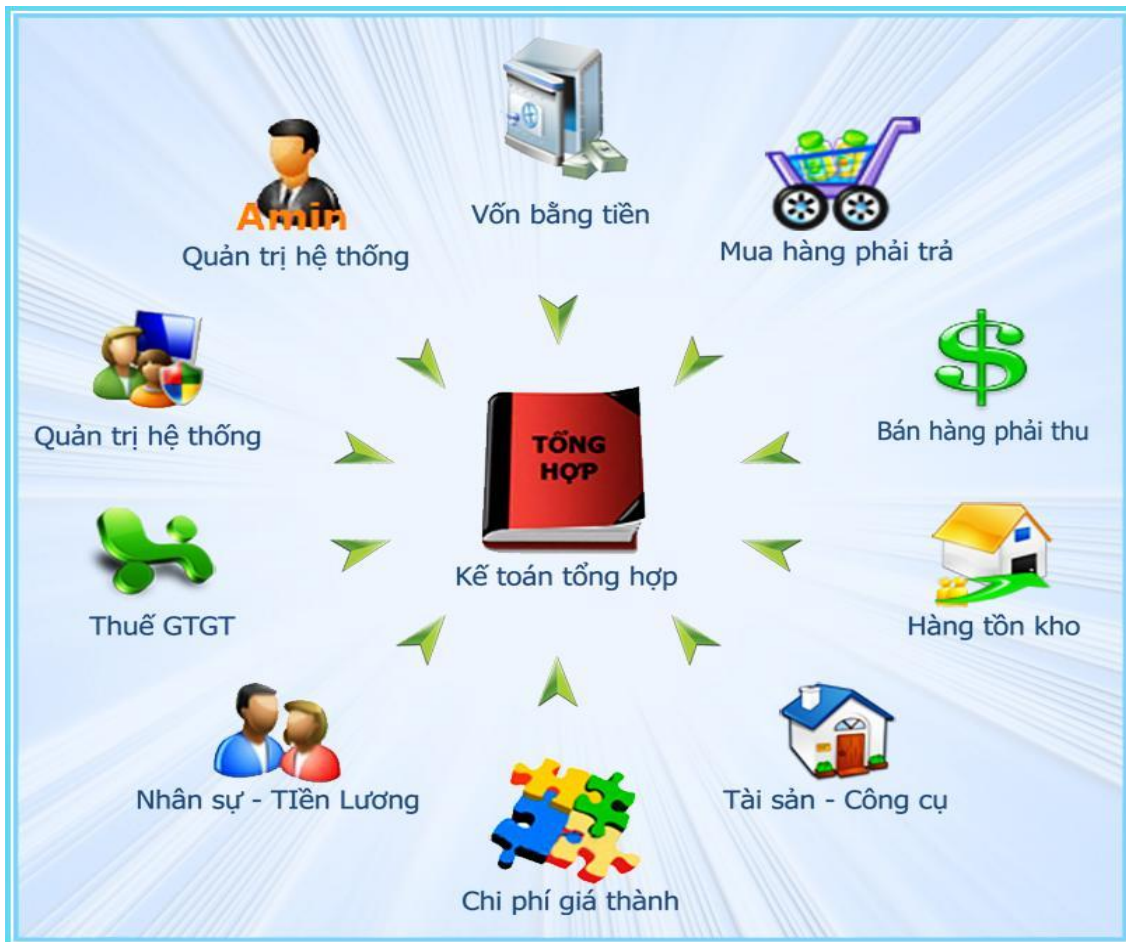 Vốn bằng tiền
Amin
Quản trị hệ thống
Mua hàng phải trả
Quản trị hệ thống
Bán hàng phải thu
TỔNG
HỢP
Kế toán tổng hợp
Thuế GTGT
Hàng tồn kho
Nhân sự - TIền Lương
Tài sản - Công cụ
Chi phí giá thành